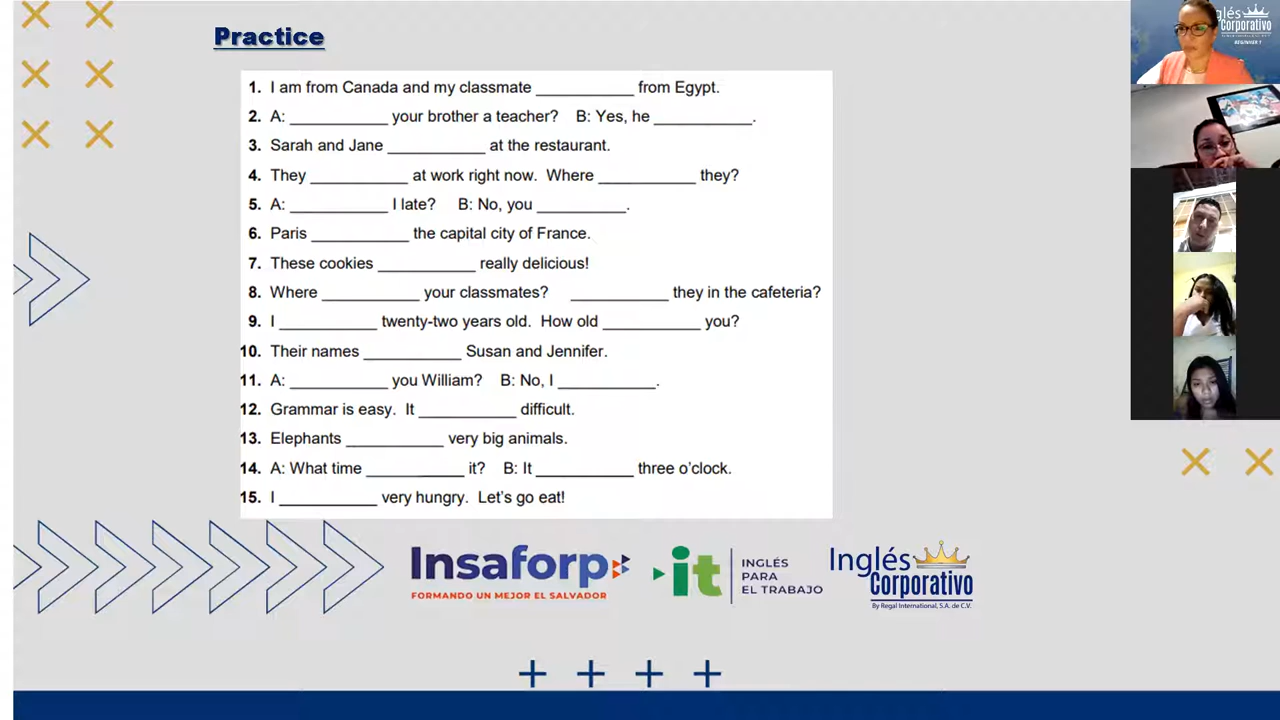 Practice
1. I am from Canada and my classmate ___________ from Egypt.
2. A: ___________ your brother a teacher? B: Yes, he ___________.
3. Sarah and Jane ___________ at the restaurant.
4. They ___________ at work right now. Where ___________ they?
5. A: ___________ I late? B: No, you __________.
6. Paris ___________ the capital city of France.
7. These cookies ___________ really delicious!
8. Where ___________ your classmates? ___________ they in the cafeteria?
9. I ___________ twenty-two years old. How old ___________ you?
10. Their names ___________ Susan and Jennifer.
11. A: ___________ you William? B: No, I ___________.
12. Grammar is easy. It ___________ difficult.
13. Elephants ___________ very big animals.
14. A: What time ___________ it? B: It ___________ three o’clock.
15. I ___________ very hungry. Let’s go eat!
Insaforp
FORMANDO UN MEJOR EL SALVADOR
it
INGLÉS
PARA
EL TRABAJO
Inglés
Corporativo
By Regal International, S.A. de C.V.
glés
Corporativo
BEGINNER 1